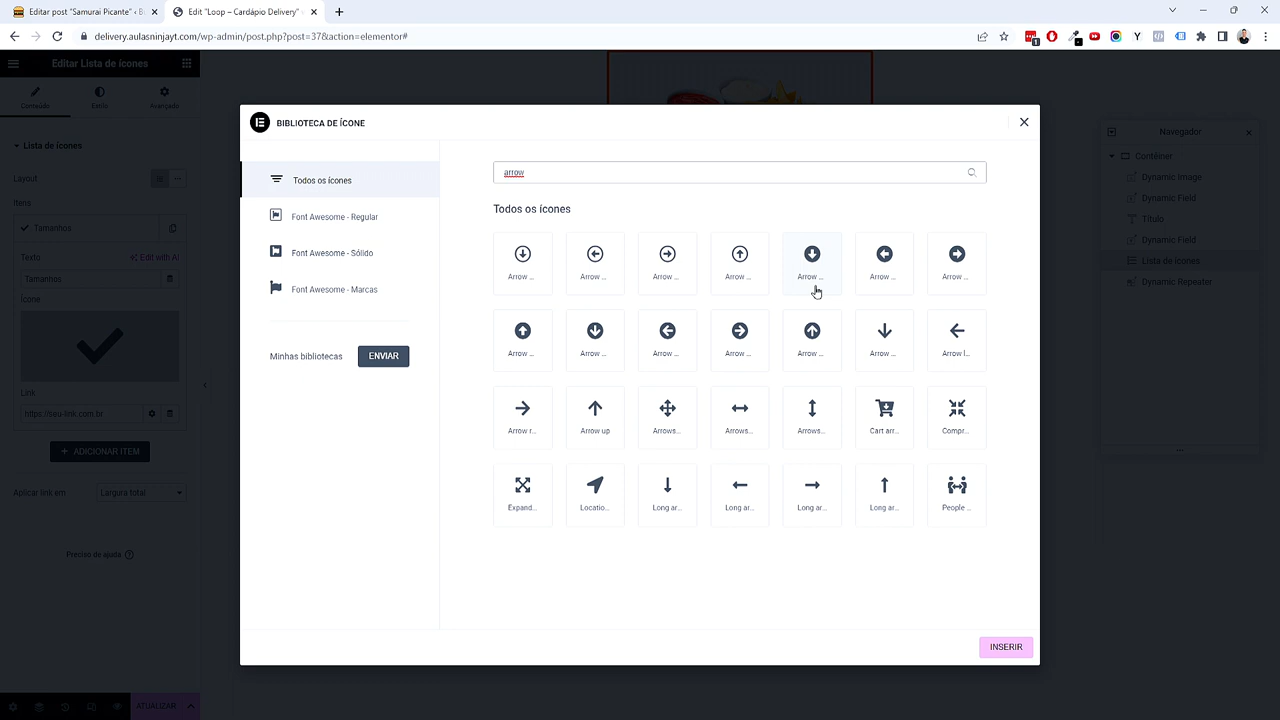 Editar post "Samurai Picante" ‹ B
Edit "Loop – Cardápio Delivery"
delivery.aulasninjayt.com/wp-admin/post.php?post=37&action=elementor#
Editar Lista de ícones
Conteúdo
Estilo
Avançado
Lista de ícones
Layout
Itens
Tamanhos
Texto
Edit with AI
Tamanhos
Ícone
Link
https://seu-link.com.br
ADICIONAR ITEM
Aplicar link em
Largura total
Preciso de ajuda
ATUALIZAR
BIBLIOTECA DE ÍCONE
Todos os ícones
Font Awesome - Regular
Font Awesome - Sólido
Font Awesome - Marcas
Minhas bibliotecas
ENVIAR
arrow
Todos os ícones
Arrow ... Arrow ... Arrow ... Arrow ... Arrow ... Arrow ... Arrow ...
Arrow ... Arrow ... Arrow ... Arrow ... Arrow ... Arrow ... Arrow l...
Arrow r... Arrow up Arrows... Arrows... Arrows... Cart arr... Compr...
Expand... Locatio... Long ar... Long ar... Long ar... Long ar... People ...
INSERIR
Navegador
Contêiner
Dynamic Image
Dynamic Field
Título
Dynamic Field
Lista de ícones
Dynamic Repeater